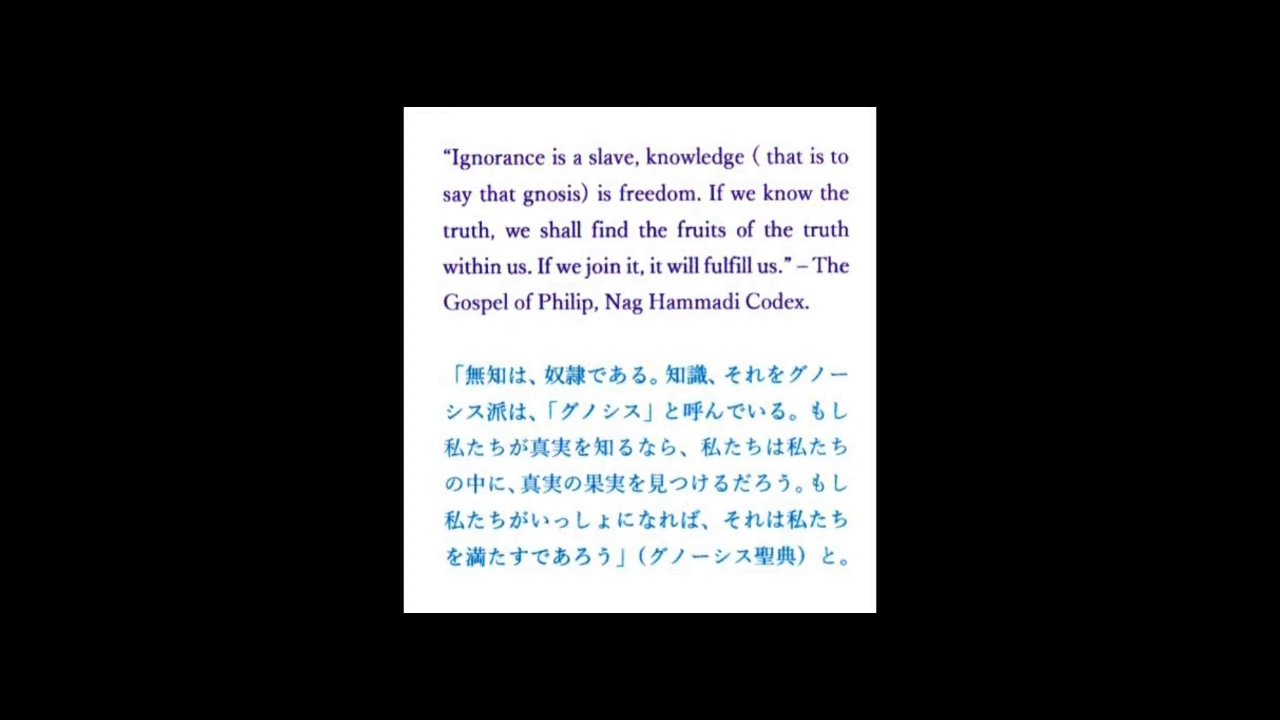 “Ignorance is a slave, knowledge ( that is to
say that gnosis) is freedom. If we know the
truth, we shall find the fruits of the truth
within us. If we join it, it will fulfill us.” – The
Gospel of Philip, Nag Hammadi Codex.
「無知は、奴隷である。知識、それをグノー
シス派は、「グノシス」と呼んでいる。もし
私たちが真実を知るなら、私たちは私たち
の中に、真実の果実を見つけるだろう。もし
私たちがいっしょになれば、それは私たち
を満たすであろう」（グノーシス聖典）と。